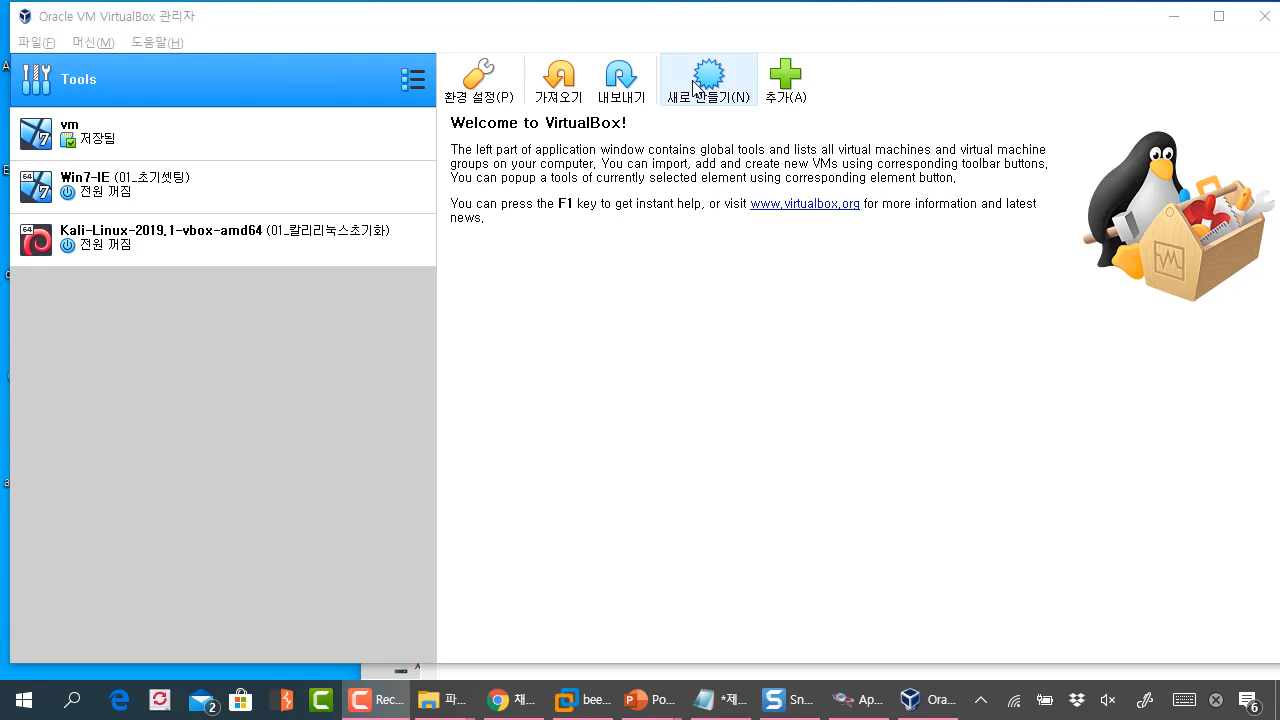 Oracle VM VirtualBox 관리자
파일(F) 머신(M) 도움말(H)
Tools
환경 설정(P) 가져오기 내보내기 새로 만들기(N) 추가(A)
vm
저장됨
64
Win7-IE (01_초기셋팅)
전원 꺼짐
64
Kali-Linux-2019.1-vbox-amd64 (01_칼리리눅스초기화)
전원 꺼짐
Welcome to VirtualBox!
The left part of application window contains global tools and lists all virtual machines and virtual machine
groups on your computer. You can import, add and create new VMs using corresponding toolbar buttons.
You can popup a tools of currently selected element using corresponding element button.
You can press the F1 key to get instant help, or visit www.virtualbox.org for more information and latest
news.
2 Rec... 파... 채... bee... Po... *제... Sn... Ap... Ora... 6